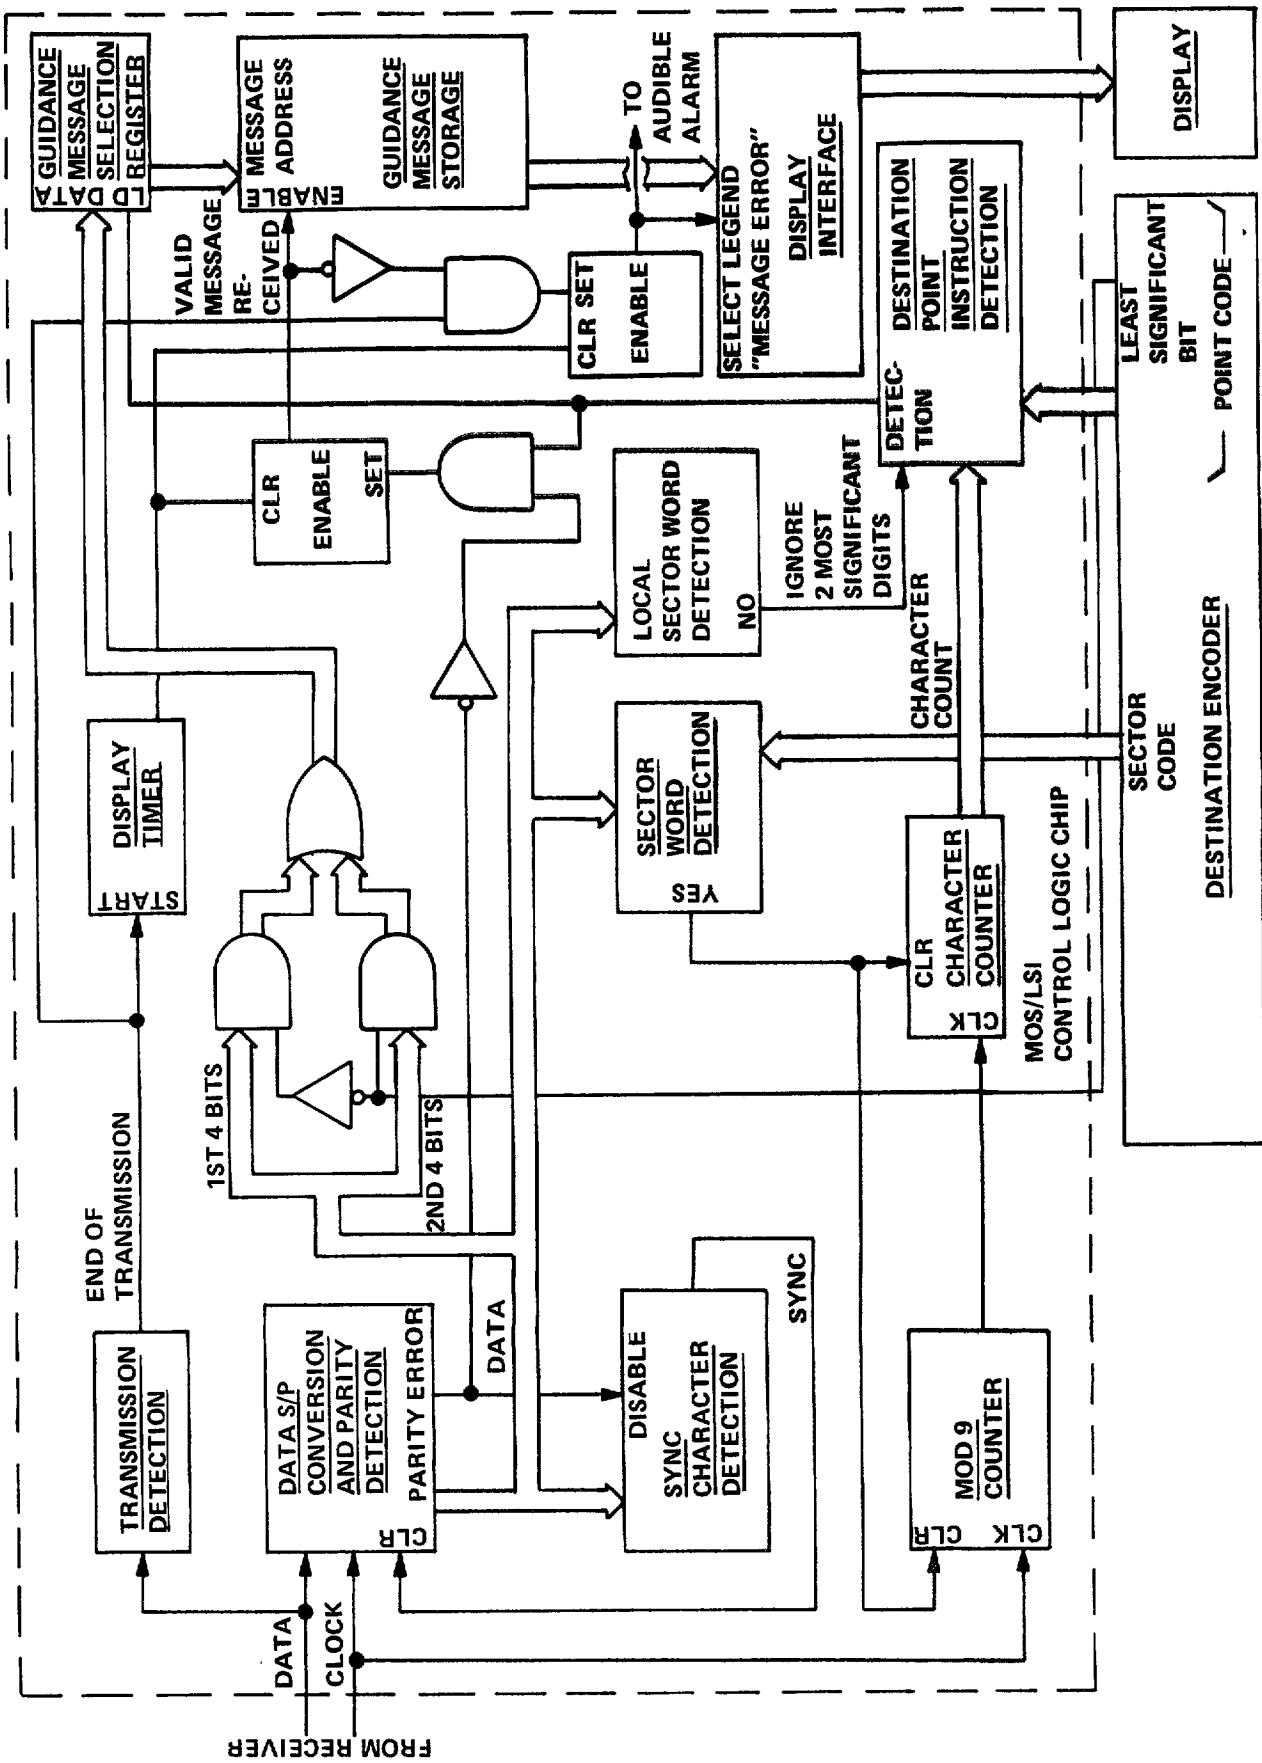 FROM RECEIVER
DATA
CLOCK
TRANSMISSION
DETECTION
END OF
TRANSMISSION
START
DISPLAY
TIMER
DATA S/P
CONVERSION
AND PARITY
DETECTION
PARITY ERROR
CLR
DATA
1ST 4 BITS
2ND 4 BITS
DISABLE
SYNC
CHARACTER
DETECTION
SYNC
MOD 9
COUNTER
CLR
CLK
CLR
CHARACTER
COUNTER
CLK
MOS/LSI
CONTROL LOGIC CHIP
SECTOR
WORD
DETECTION
YES
LOCAL
SECTOR WORD
DETECTION
NO
IGNORE
2 MOST
SIGNIFICANT
DIGITS
CHARACTER
COUNT
CLR
ENABLE
SET
VALID
MESSAGE
RE-
CEIVED
GUIDANCE
MESSAGE
SELECTION
REGISTER
LD DATA
MESSAGE
ADDRESS
ENABLE
GUIDANCE
MESSAGE
STORAGE
CLR SET
ENABLE
TO
AUDIBLE
ALARM
SELECT LEGEND
"MESSAGE ERROR"
DISPLAY
INTERFACE
DETEC-
TION
DESTINATION
POINT
INSTRUCTION
DETECTION
DISPLAY
SECTOR
CODE
LEAST
SIGNIFICANT
BIT
POINT CODE
DESTINATION ENCODER